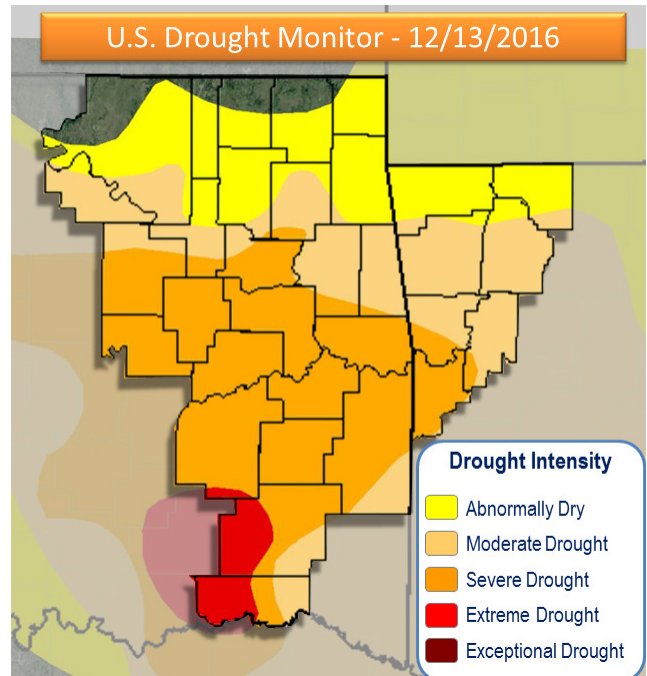 U.S. Drought Monitor - 12/13/2016
Drought Intensity
Abnormally Dry
Moderate Drought
Severe Drought
Extreme Drought
Exceptional Drought